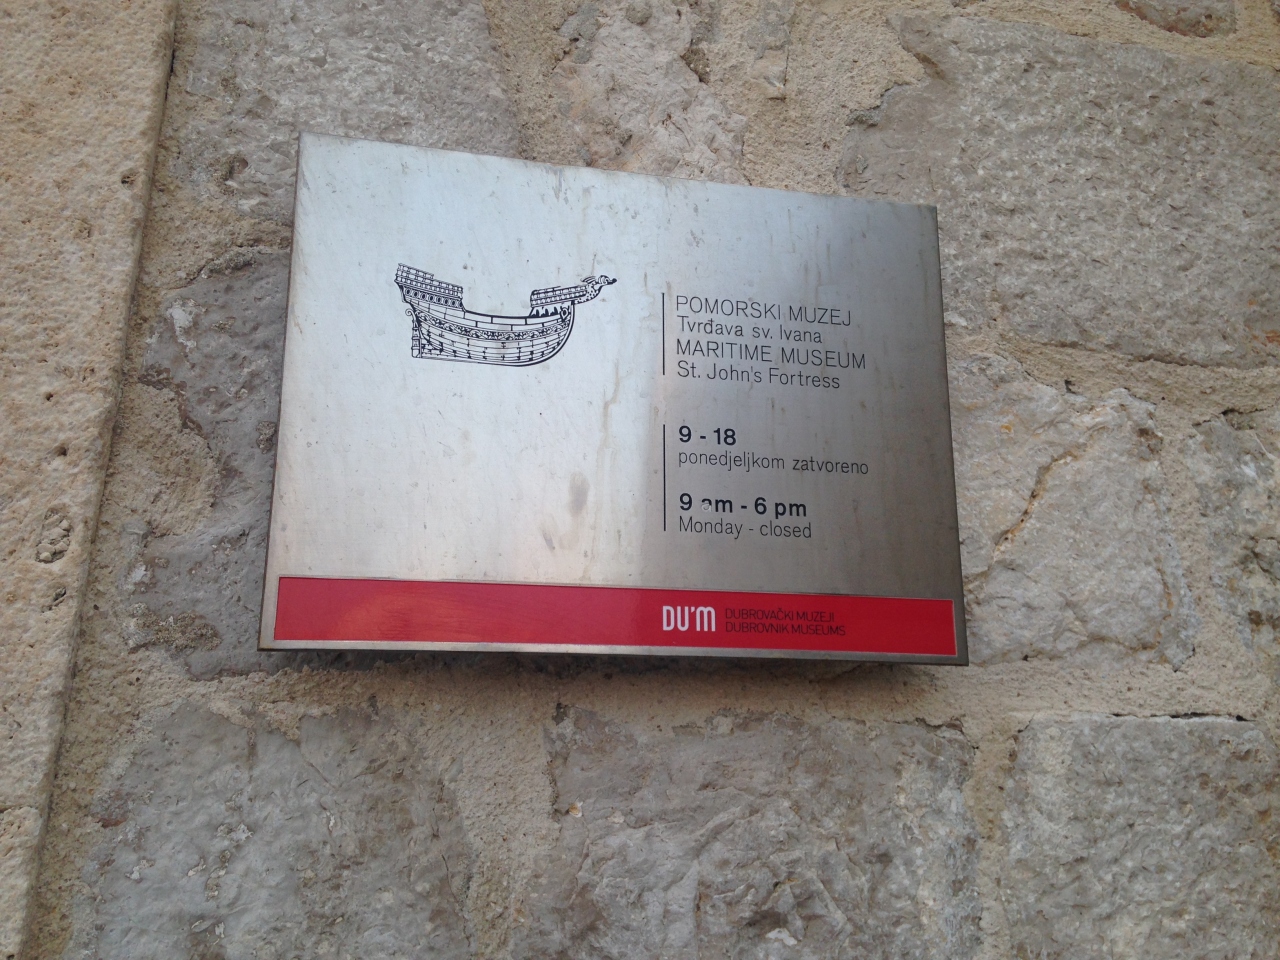 POMORSKI MUZEJ
Tvrđava sv. Ivana
MARITIME MUSEUM
St. John's Fortress
9 - 18
ponedjeljkom zatvoreno
9 am - 6 pm
Monday - closed
DU'M
DUBROVAČKI MUZEJI
DUBROVNIK MUSEUMS